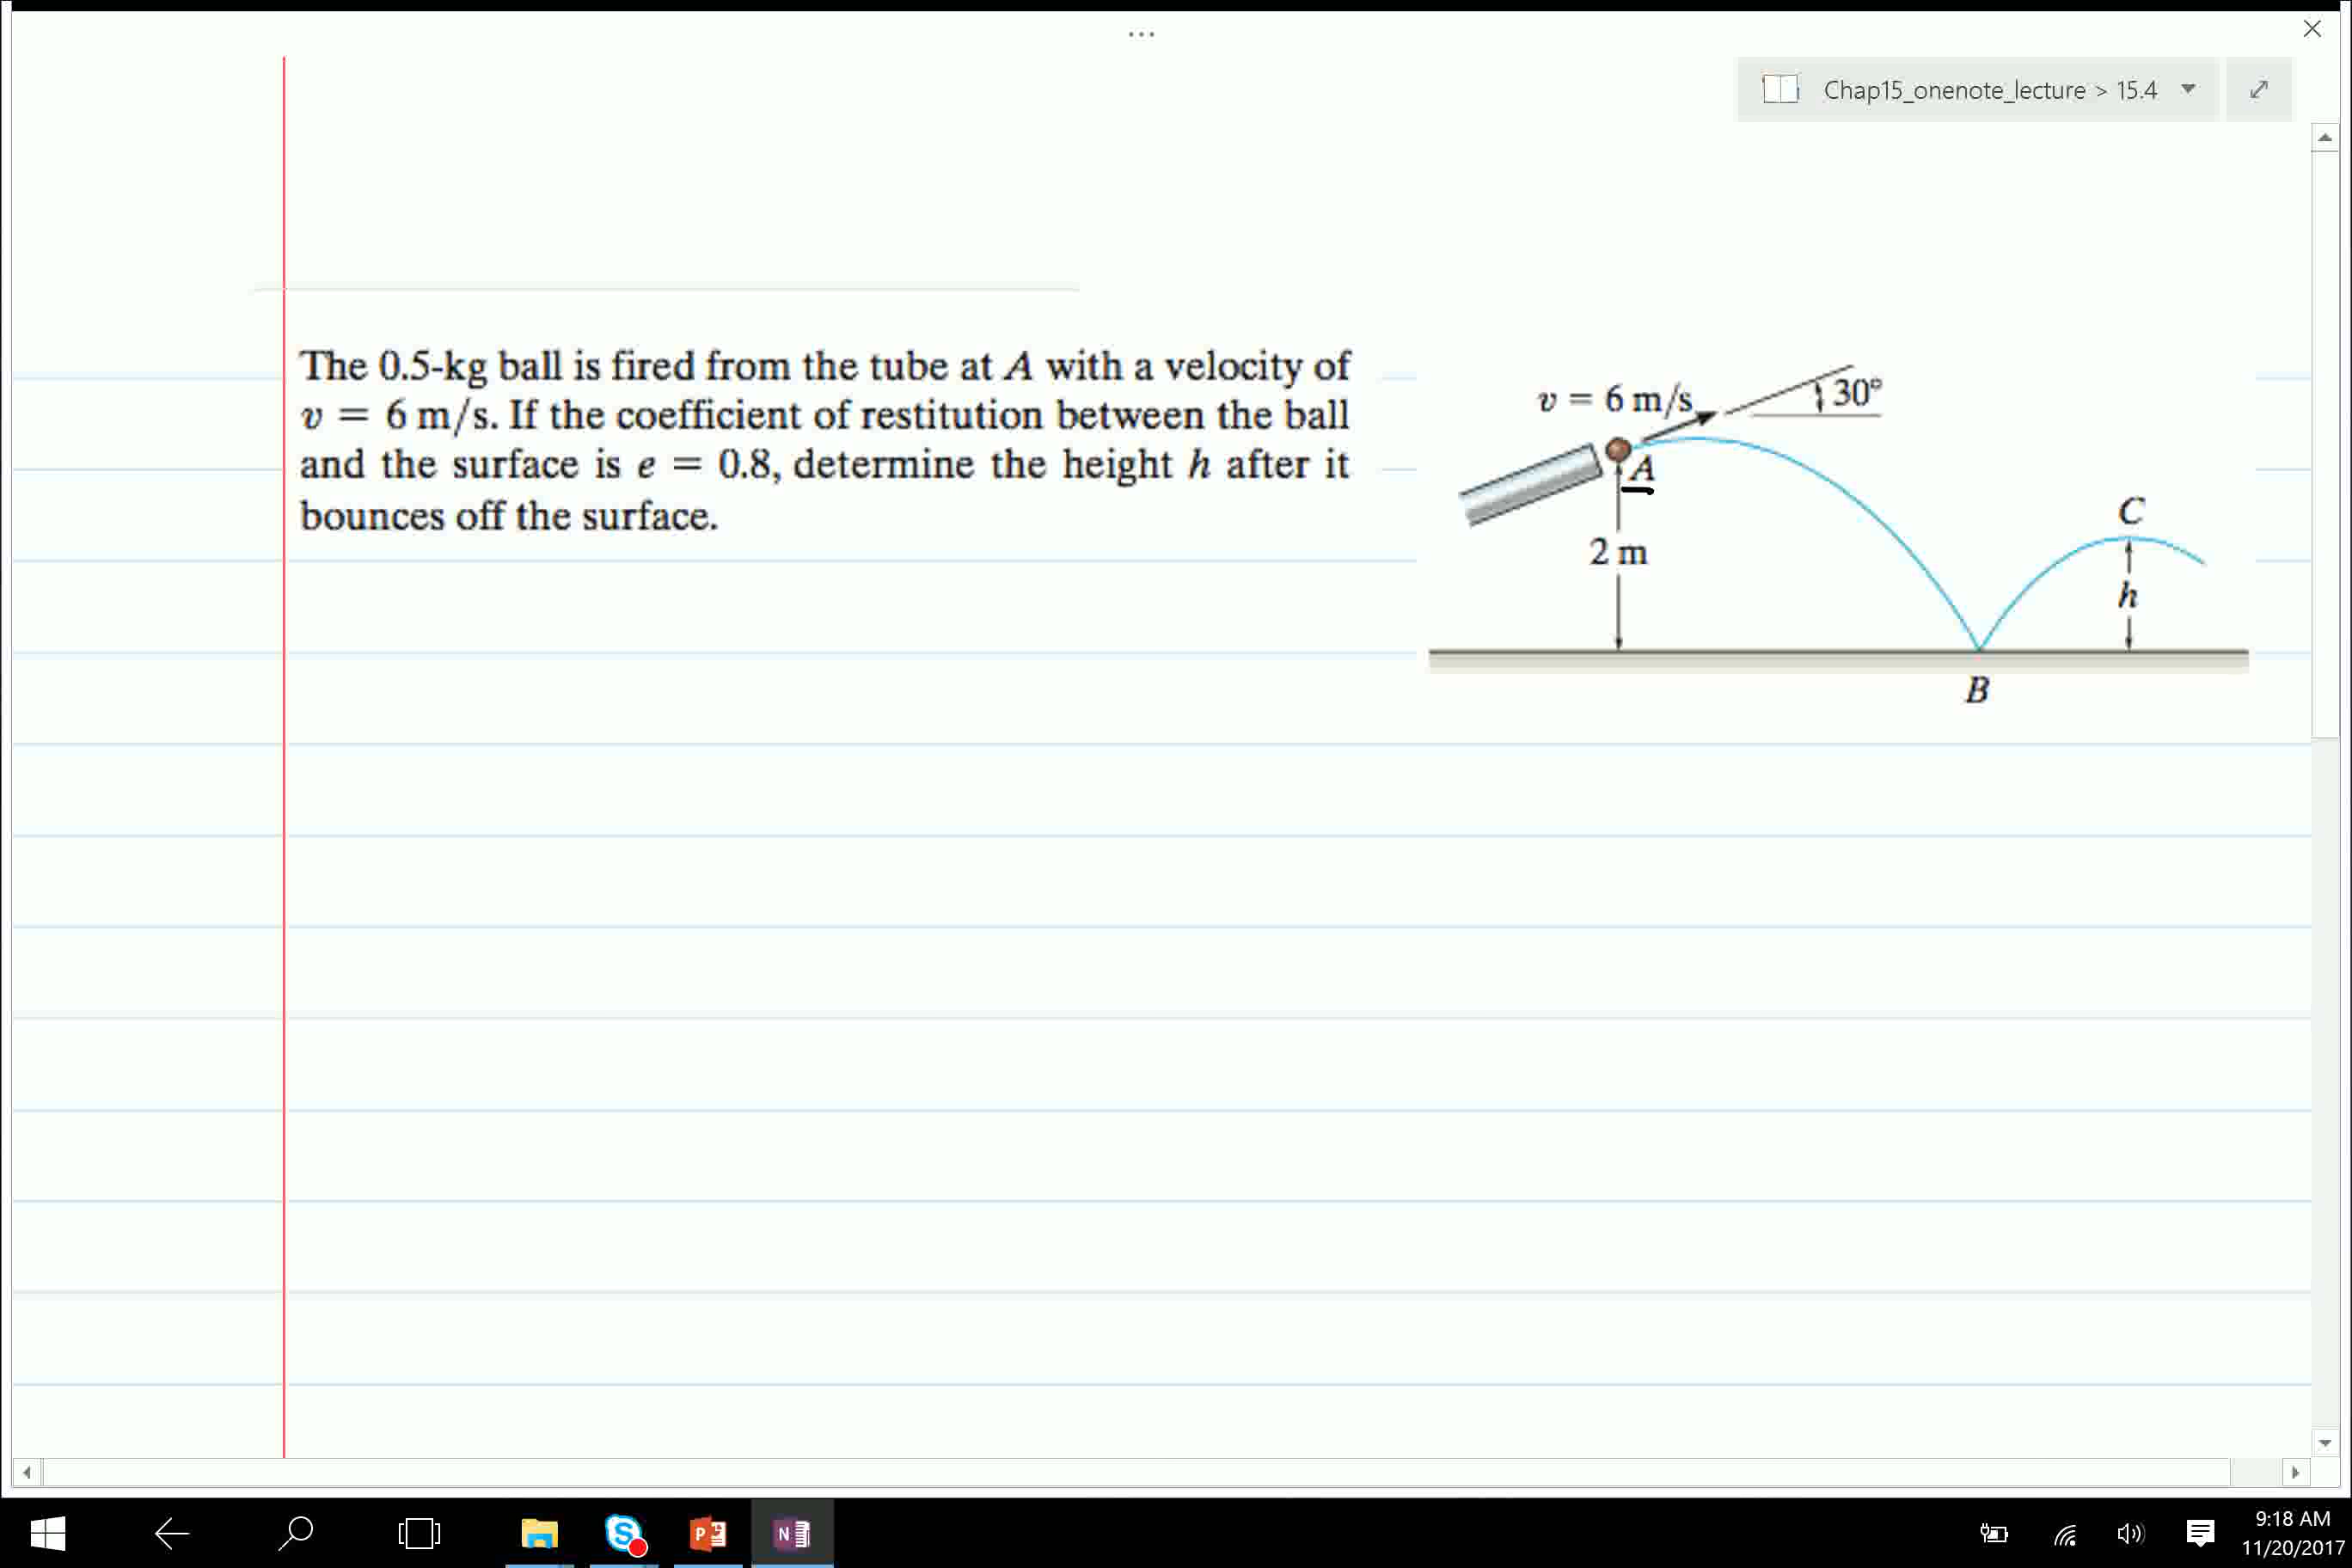 ...
Chap15_onenote_lecture > 15.4
The 0.5-kg ball is fired from the tube at A with a velocity of
v = 6 m/s. If the coefficient of restitution between the ball
and the surface is e = 0.8, determine the height h after it
bounces off the surface.
v = 6 m/s
30°
A
2 m
C
h
B
9:18 AM
11/20/2017